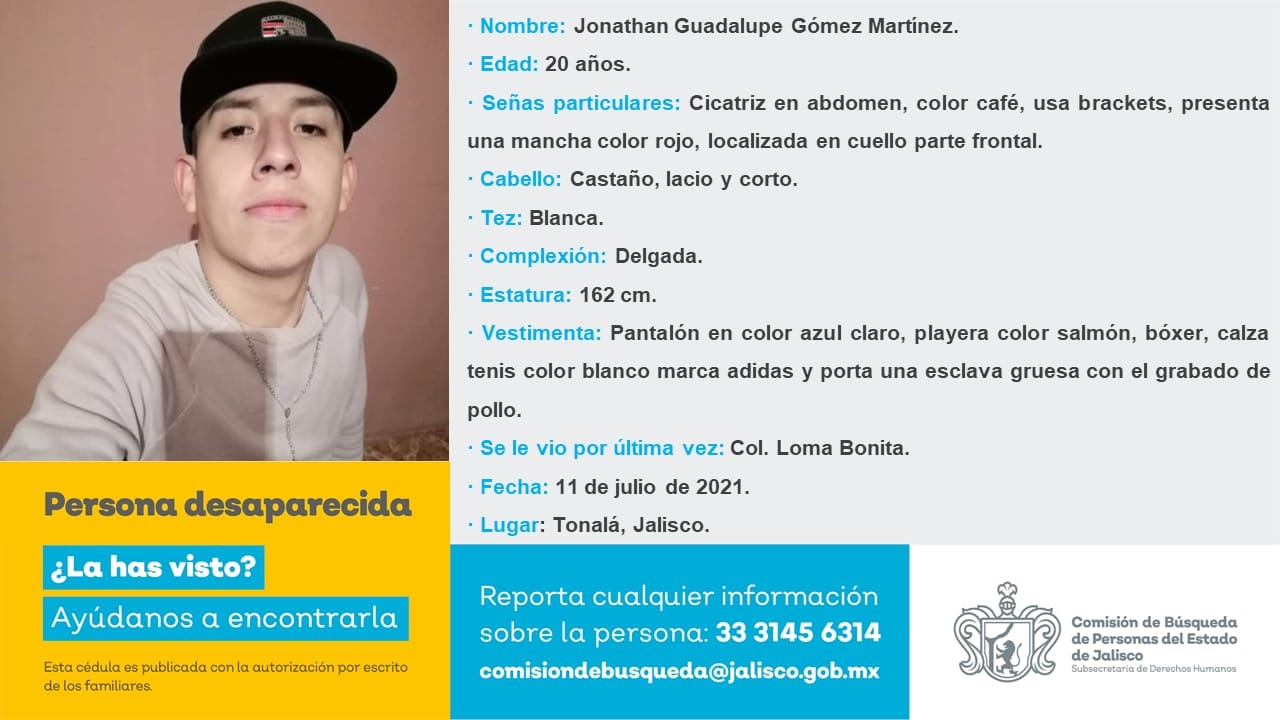 · Nombre: Jonathan Guadalupe Gómez Martínez.
· Edad: 20 años.
· Señas particulares: Cicatriz en abdomen, color café, usa brackets, presenta
una mancha color rojo, localizada en cuello parte frontal.
· Cabello: Castaño, lacio y corto.
· Tez: Blanca.
· Complexión: Delgada.
· Estatura: 162 cm.
· Vestimenta: Pantalón en color azul claro, playera color salmón, bóxer, calza
tenis color blanco marca adidas y porta una esclava gruesa con el grabado de
pollo.
· Se le vio por última vez: Col. Loma Bonita.
· Fecha: 11 de julio de 2021.
· Lugar: Tonalá, Jalisco.
Persona desaparecida
¿La has visto?
Ayúdanos a encontrarla
Esta cédula es publicada con la autorización por escrito
de los familiares.
Reporta cualquier información
sobre la persona: 33 3145 6314
comisiondebusqueda@jalisco.gob.mx
Comisión de Búsqueda
de Personas del Estado
de Jalisco
Subsecretaría de Derechos Humanos